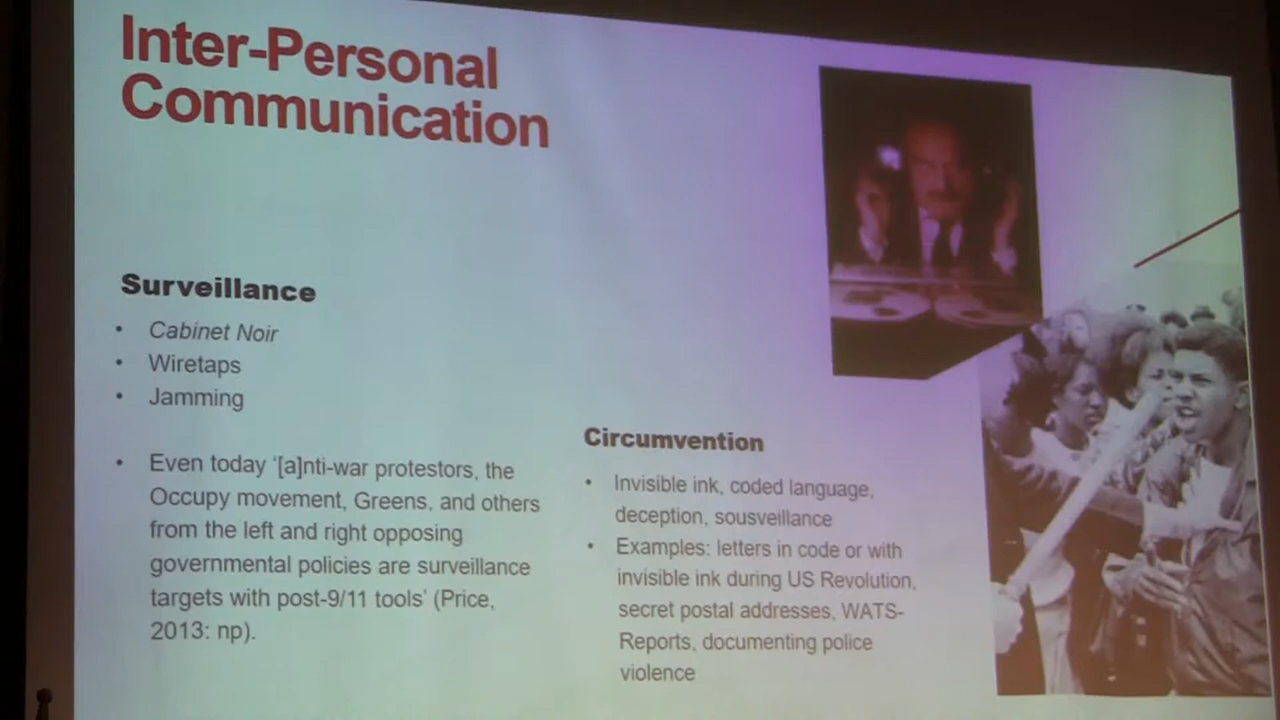 Inter-Personal
Communication
Surveillance
• Cabinet Noir
• Wiretaps
• Jamming
• Even today ‘[a]nti-war protestors, the
Occupy movement, Greens, and others
from the left and right opposing
governmental policies are surveillance
targets with post-9/11 tools’ (Price,
2013: np).
Circumvention
• Invisible ink, coded language,
deception, sousveillance
• Examples: letters in code or with
invisible ink during US Revolution,
secret postal addresses, WATS-
Reports, documenting police
violence